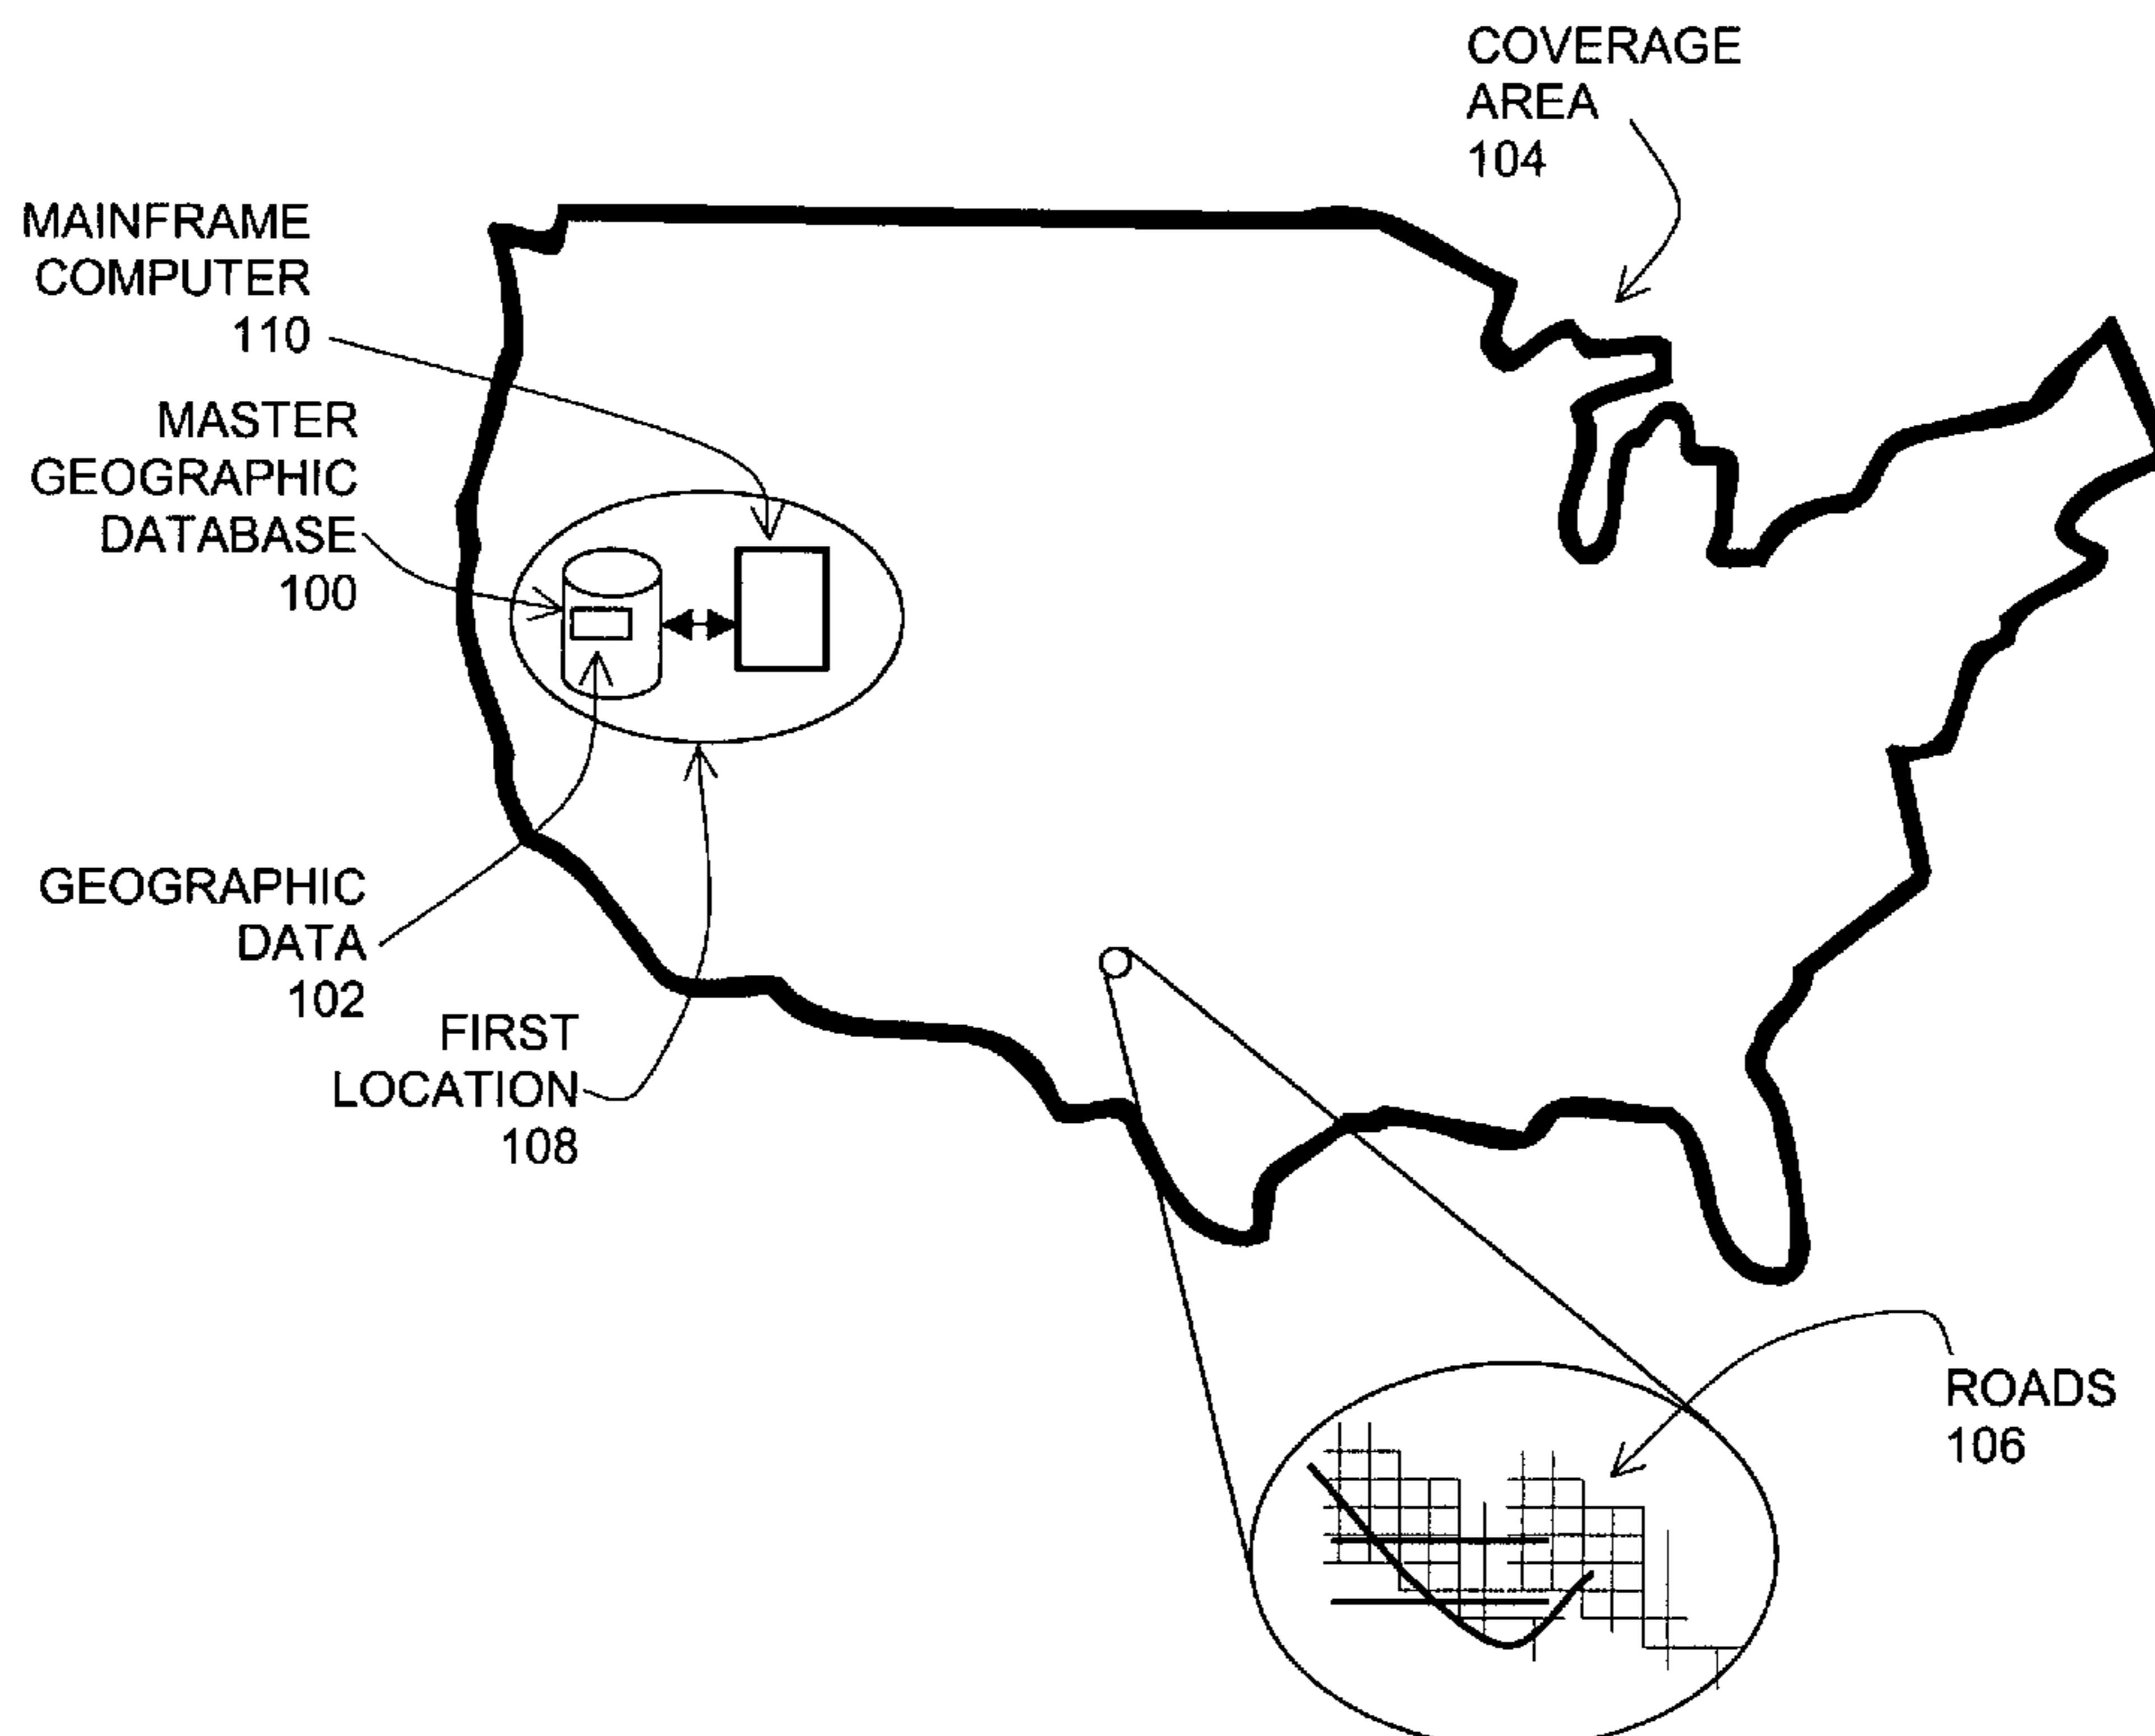 COVERAGE
AREA
104
MAINFRAME
COMPUTER
110
MASTER
GEOGRAPHIC
DATABASE
100
GEOGRAPHIC
DATA
102
FIRST
LOCATION
108
ROADS
106